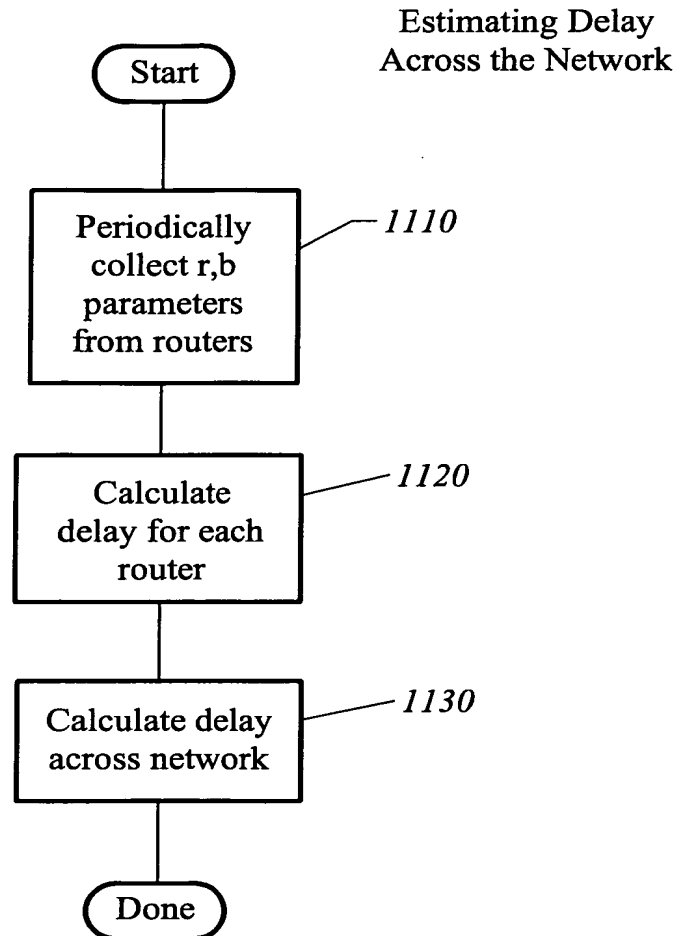 Estimating Delay
Across the Network
Start
Periodically
collect r,b
parameters
from routers
1110
Calculate
delay for each
router
1120
Calculate delay
across network
1130
Done